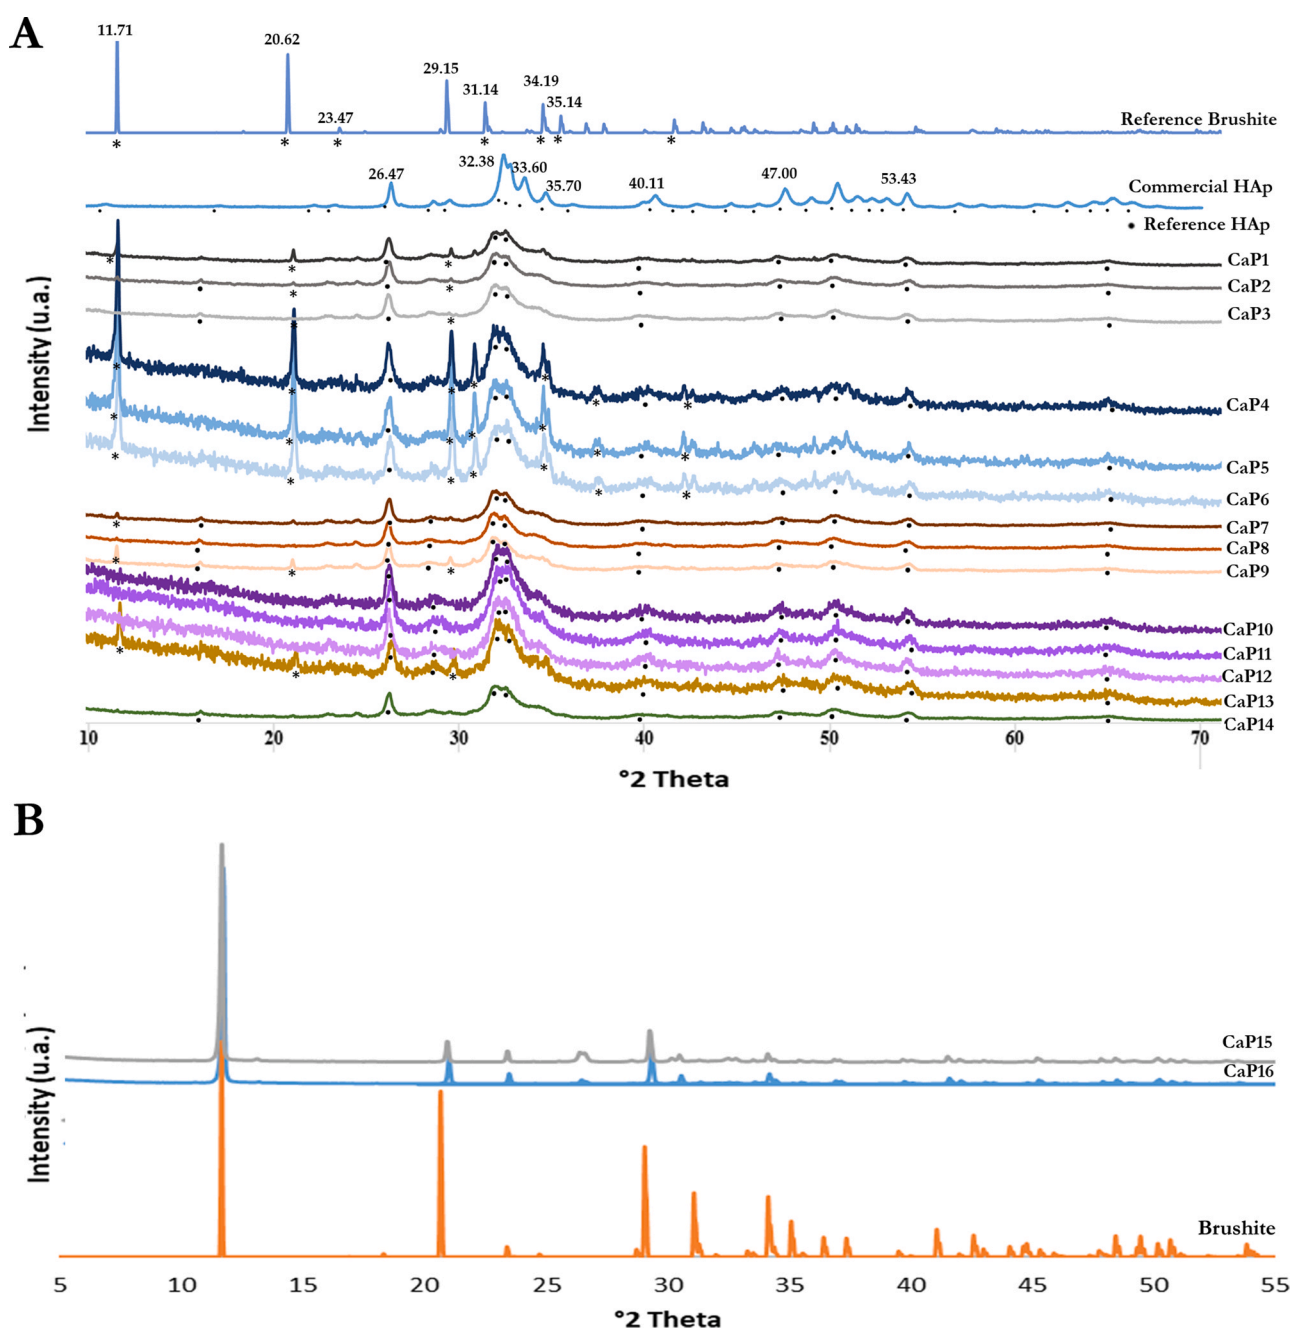 A
11.71
20.62
23.47
29.15
31.14
34.19
35.14
Reference Brushite
26.47
32.38
33.60
35.70
40.11
47.00
53.43
Commercial HAp
• Reference HAp
CaP1
CaP2
CaP3
CaP4
CaP5
CaP6
CaP7
CaP8
CaP9
CaP10
CaP11
CaP12
CaP13
CaP14
Intensity (u.a.)
10 20 30 40 50 60 70
°2 Theta
B
CaP15
CaP16
Brushite
Intensity (u.a.)
5 10 15 20 25 30 35 40 45 50 55
°2 Theta